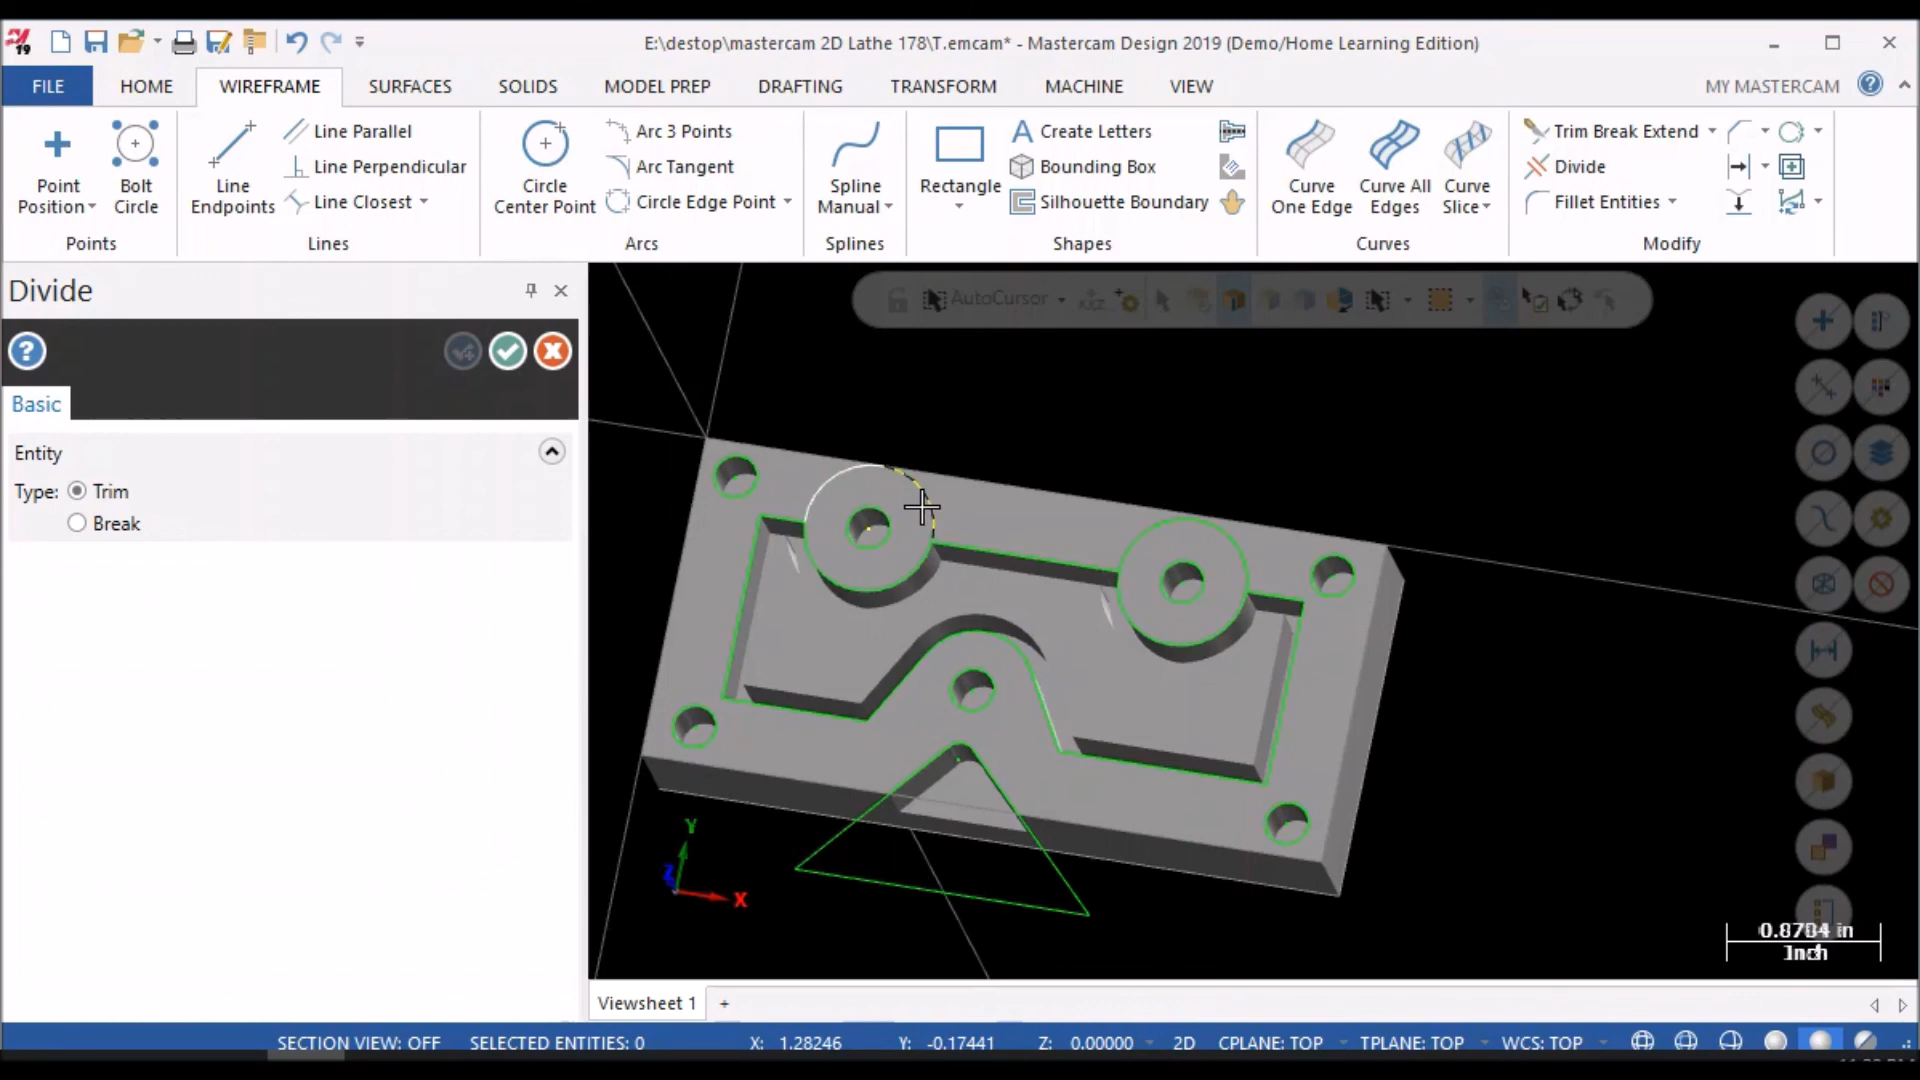 19
E:\destop\mastercam 2D Lathe 178\T.emcam* - Mastercam Design 2019 (Demo/Home Learning Edition)
FILE HOME WIREFRAME SURFACES SOLIDS MODEL PREP DRAFTING TRANSFORM MACHINE VIEW MY MASTERCAM
Point Position
Bolt Circle
Points
Line Endpoints
Line Parallel
Line Perpendicular
Line Closest
Lines
Circle Center Point
Arc 3 Points
Arc Tangent
Circle Edge Point
Arcs
Spline Manual
Splines
Rectangle
Create Letters
Bounding Box
Silhouette Boundary
Shapes
Curve One Edge
Curve All Edges
Curve Slice
Curves
Trim Break Extend
Divide
Fillet Entities
Modify
Divide
Basic
Entity
Type: Trim
Break
AutoCursor
Y
Z
X
0.8784 in
Inch
Viewsheet 1 +
SECTION VIEW: OFF SELECTED ENTITIES: 0 X: 1.28246 Y: -0.17441 Z: 0.00000 2D CPLANE: TOP TPLANE: TOP WCS: TOP